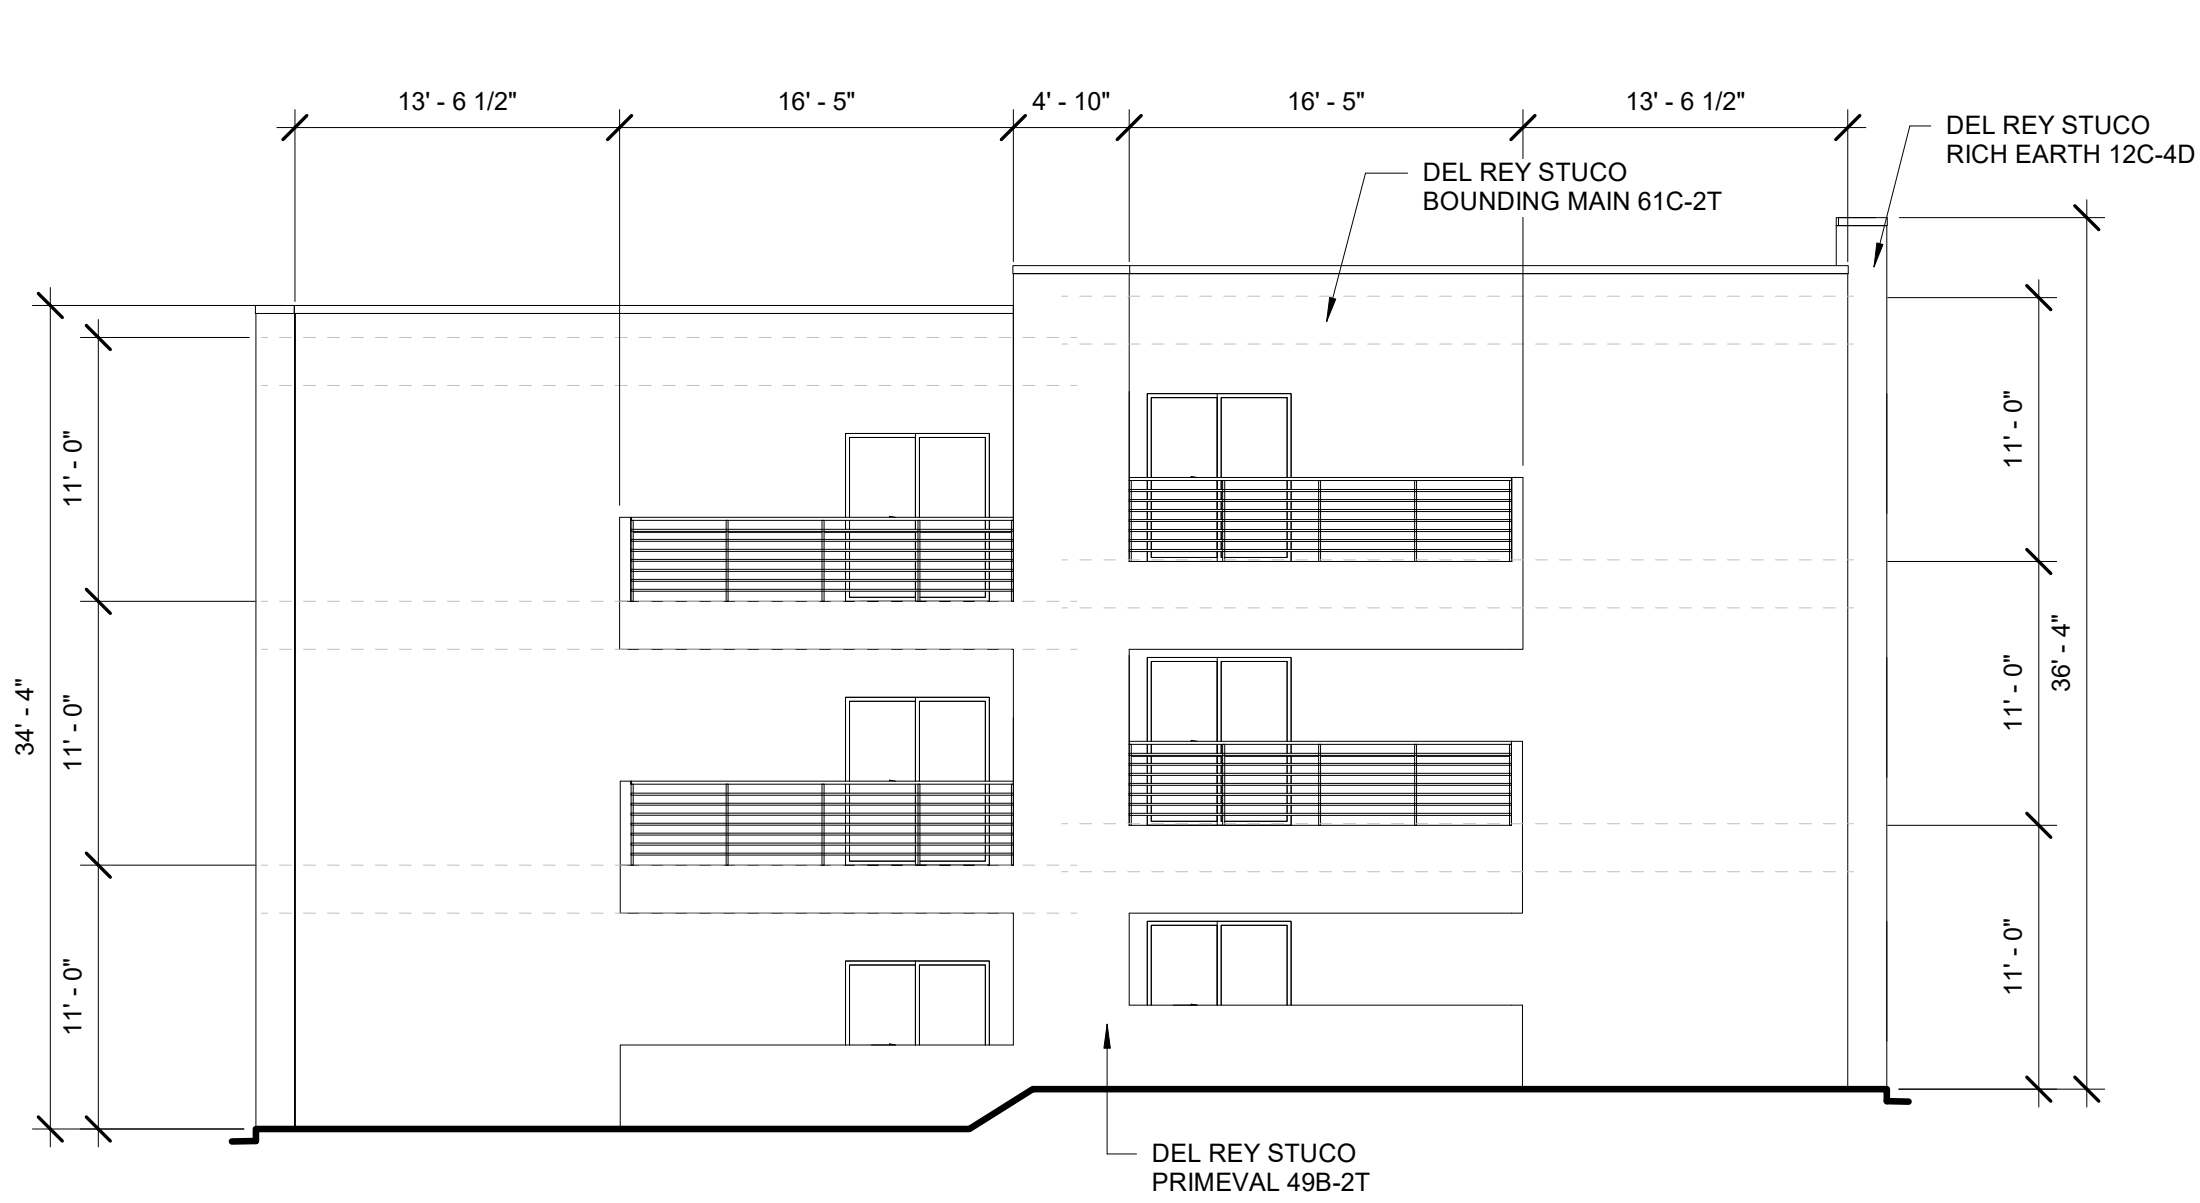 13' - 6 1/2"
16' - 5"
4' - 10"
16' - 5"
13' - 6 1/2"
DEL REY STUCO
RICH EARTH 12C-4D
DEL REY STUCO
BOUNDING MAIN 61C-2T
11' - 0"
11' - 0"
11' - 0"
34' - 4"
11' - 0"
11' - 0"
11' - 0"
36' - 4"
DEL REY STUCO
PRIMEVAL 49B-2T